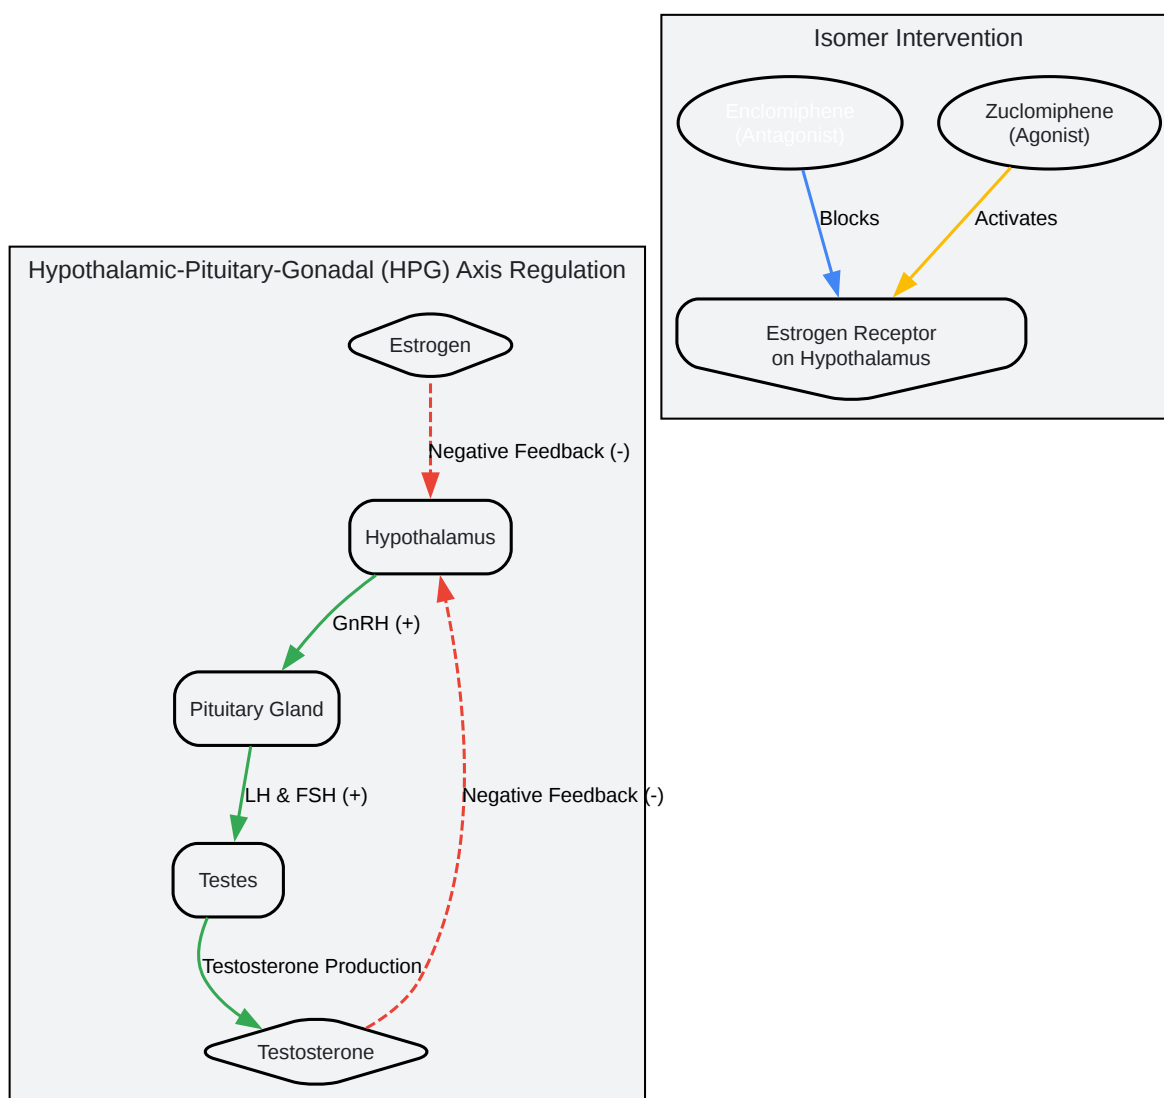 Isomer Intervention
Enclomiphene
(Antagonist)
Zuclomiphene
(Agonist)
Blocks
Activates
Estrogen Receptor
on Hypothalamus
Hypothalamic-Pituitary-Gonadal (HPG) Axis Regulation
Estrogen
Negative Feedback (-)
Hypothalamus
GnRH (+)
Pituitary Gland
LH & FSH (+)
Negative Feedback (-)
Testes
Testosterone Production
Testosterone